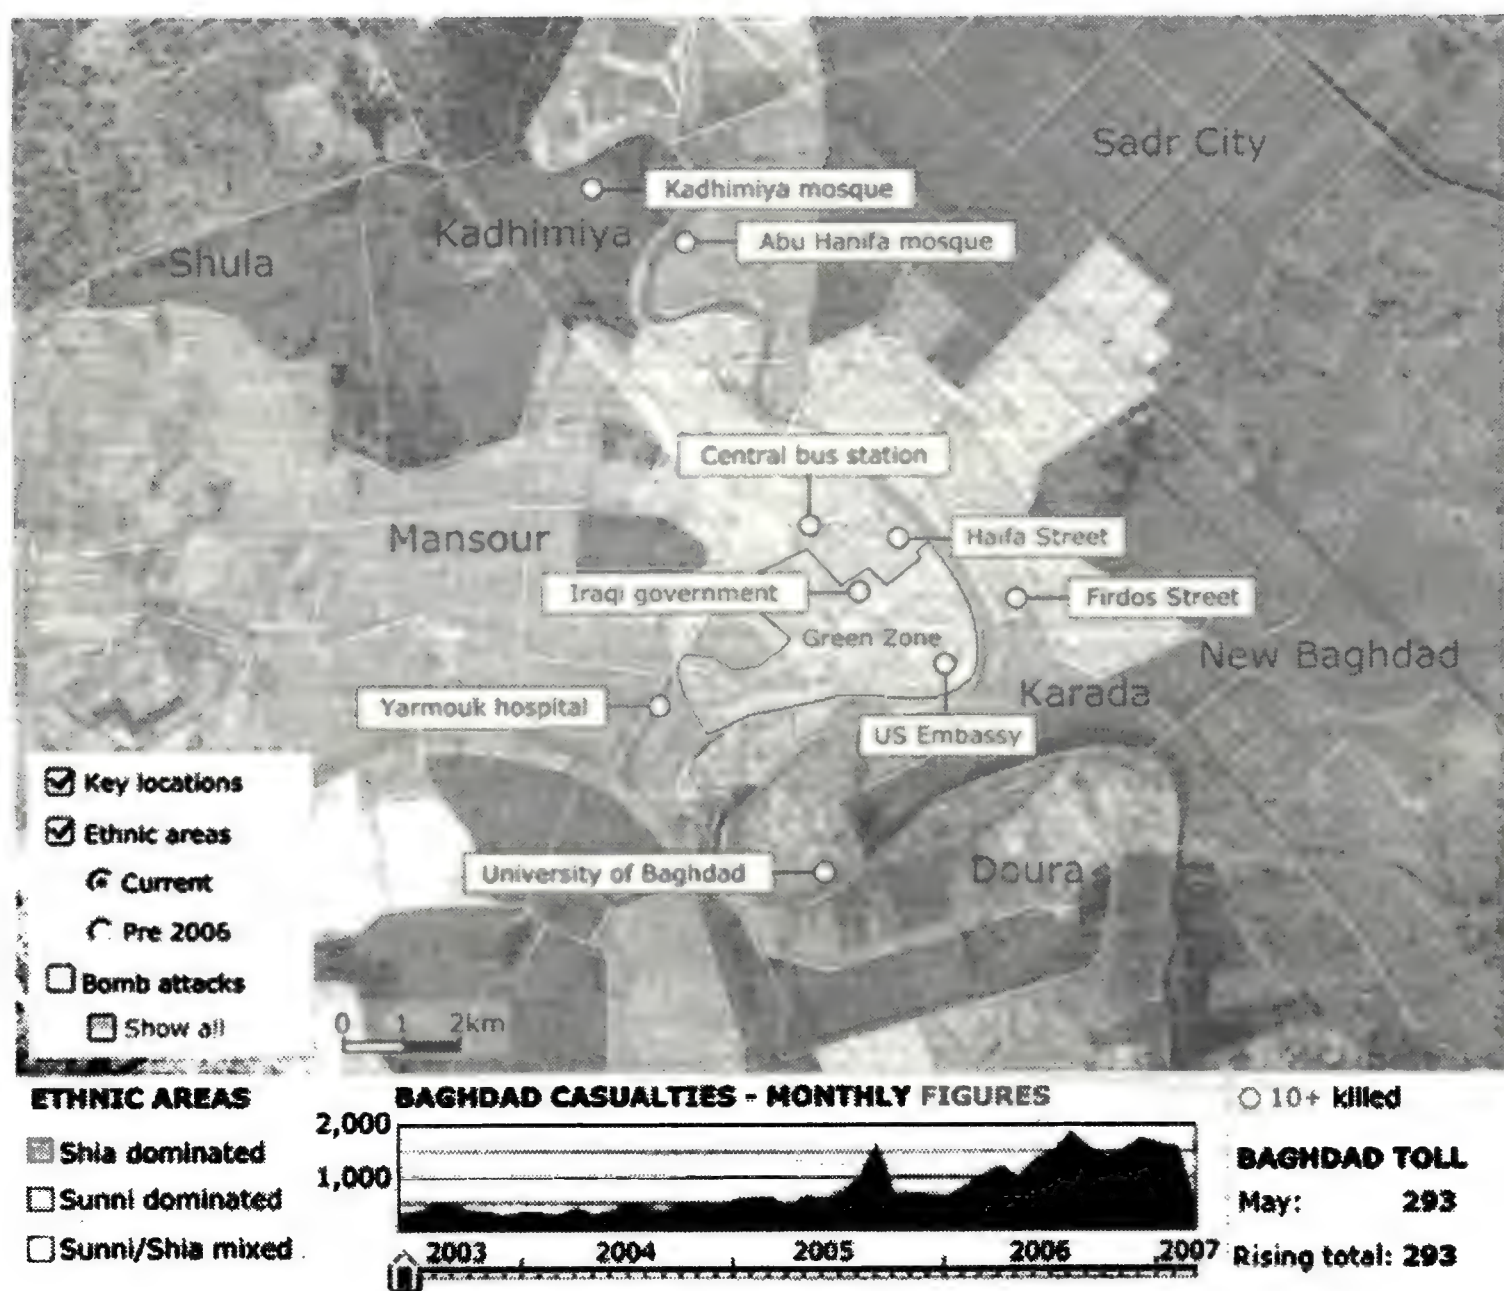 Sadr City
Kadhimiya mosque
Kadhimiya
Abu Hanifa mosque
Shula
Central bus station
Mansour
Haifa Street
Iraqi government
Firdos Street
Green Zone
New Baghdad
Karada
Yarmouk hospital
US Embassy
Key locations
Ethnic areas
Current
Pre 2006
Bomb attacks
Show all
University of Baghdad
Doura
0 1 2km
ETHNIC AREAS
Shia dominated
Sunni dominated
Sunni/Shia mixed
BAGHDAD CASUALTIES - MONTHLY FIGURES
2,000
1,000
2003 2004 2005 2006 2007
10+ killed
BAGHDAD TOLL
May: 293
Rising total: 293